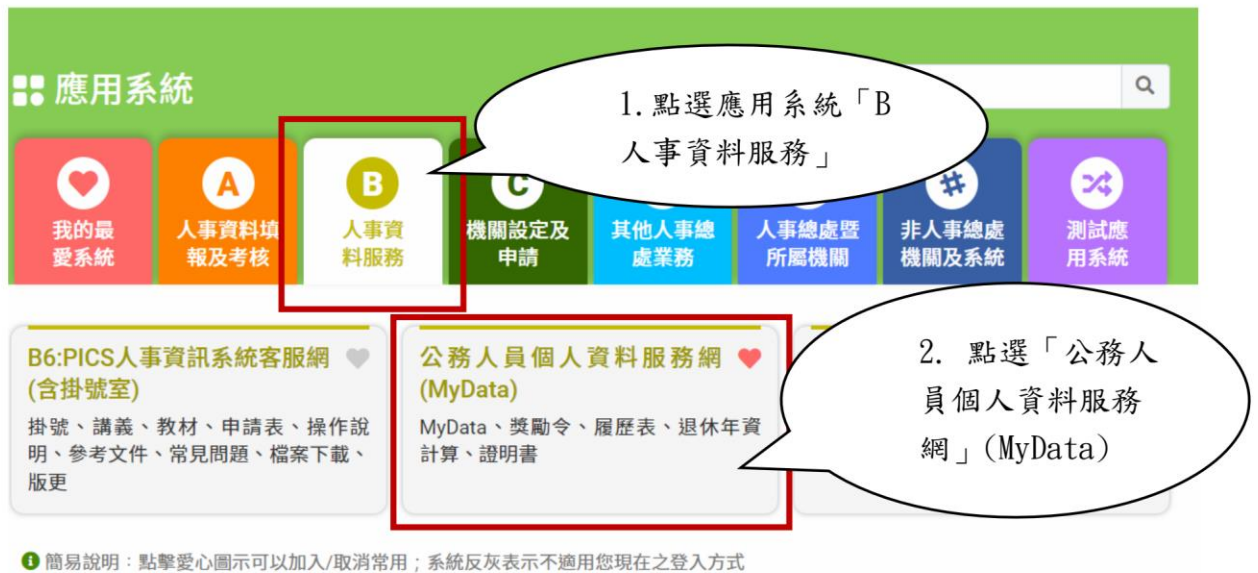 應用系統
1.點選應用系統「B
人事資料服務」
我的最
愛系統
A
人事資料填
報及考核
B
人事資
料服務
C
機關設定及
申請
其他人事總
處業務
人事總處暨
所屬機關
#
非人事總處
機關及系統
測試應
用系統
B6:PICS人事資訊系統客服網
(含掛號室)
掛號、講義、教材、申請表、操作說
明、參考文件、常見問題、檔案下載、
版更
公務人員個人資料服務網
(MyData)
MyData、獎勵令、履歷表、退休年資
計算、證明書
2. 點選「公務人
員個人資料服務
網」(MyData)
簡易說明：點擊愛心圖示可以加入/取消常用；系統反灰表示不適用您現在之登入方式